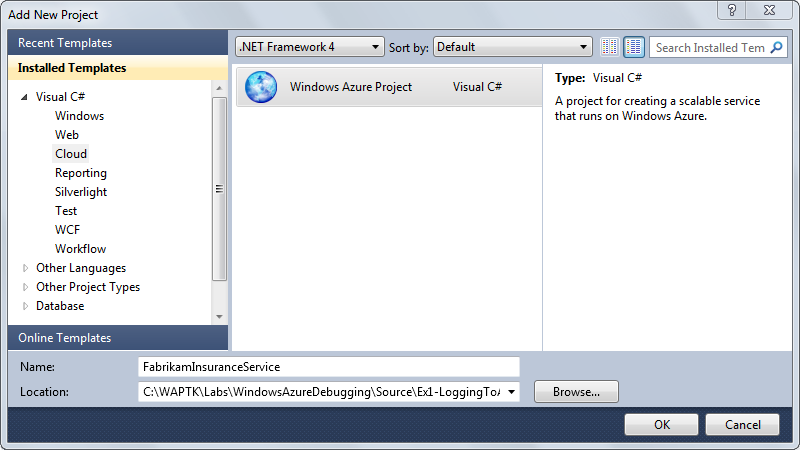 Add New Project
Recent Templates
Installed Templates
Visual C#
Windows
Web
Cloud
Reporting
Silverlight
Test
WCF
Workflow
Other Languages
Other Project Types
Database
Online Templates
.NET Framework 4
Sort by: Default
Search Installed Tem
Windows Azure Project Visual C#
Type: Visual C#
A project for creating a scalable service
that runs on Windows Azure.
Name: FabrikamInsuranceService
Location: C:\WAPTK\Labs\WindowsAzureDebugging\Source\Ex1-LoggingToA
Browse...
OK Cancel